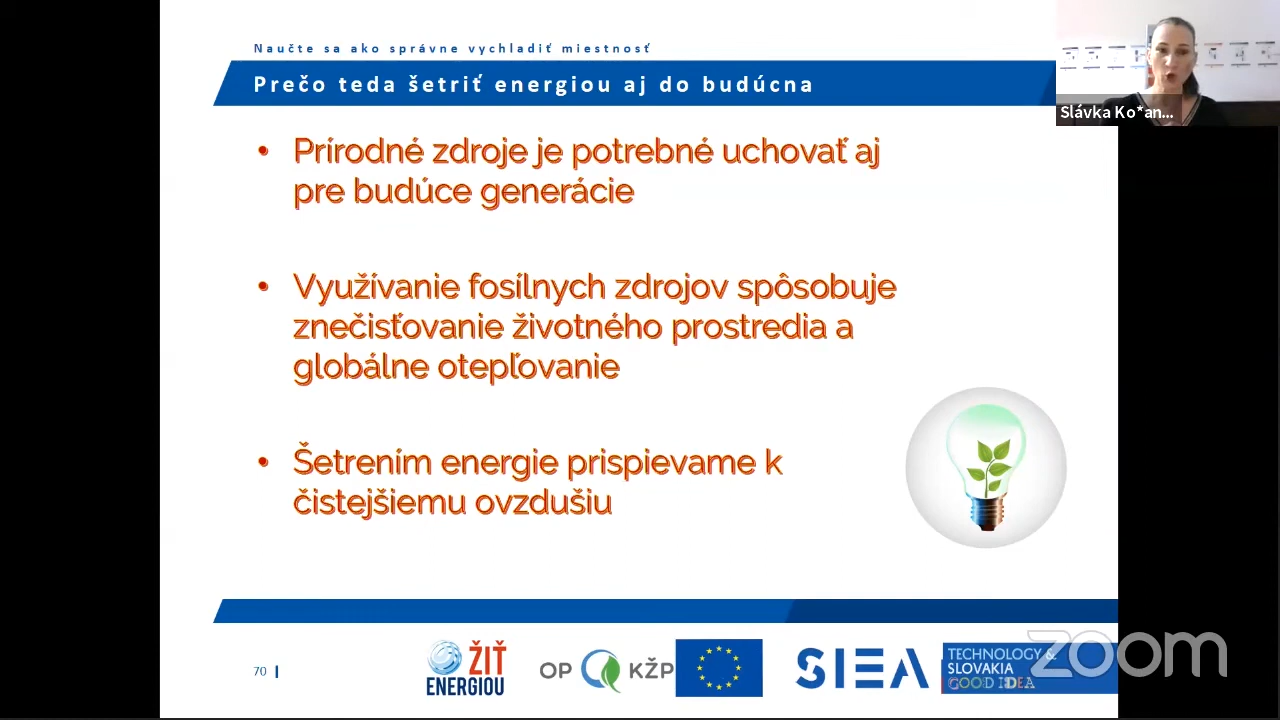 Naučte sa ako správne vychladiť miestnosť
Prečo teda šetriť energiou aj do budúcna
Slávka Ko*an...
• Prírodné zdroje je potrebné uchovať aj
pre budúce generácie
• Využívanie fosílnych zdrojov spôsobuje
znečisťovanie životného prostredia a
globálne otepľovanie
• Šetrením energie prispievame k
čistejšiemu ovzdušiu
70
ŽIŤ
ENERGIOU
OP KŽP
SIEA
TECHNOLOGY &
SLOVAKIA
GOOD IDEA
zoom